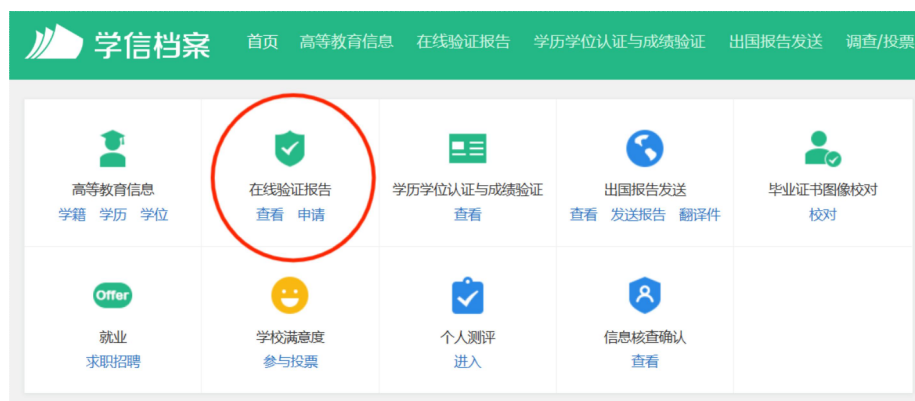 学信档案 首页 高等教育信息 在线验证报告 学历学位认证与成绩验证 出国报告发送 调查/投票
高等教育信息 在线验证报告 学历学位认证与成绩验证 出国报告发送 毕业证书图像校对
学籍 学历 学位 查看 申请 查看 查看 发送报告 翻译件 校对
Offer
就业 学校满意度 个人测评 信息核查确认
求职招聘 参与投票 进入 查看